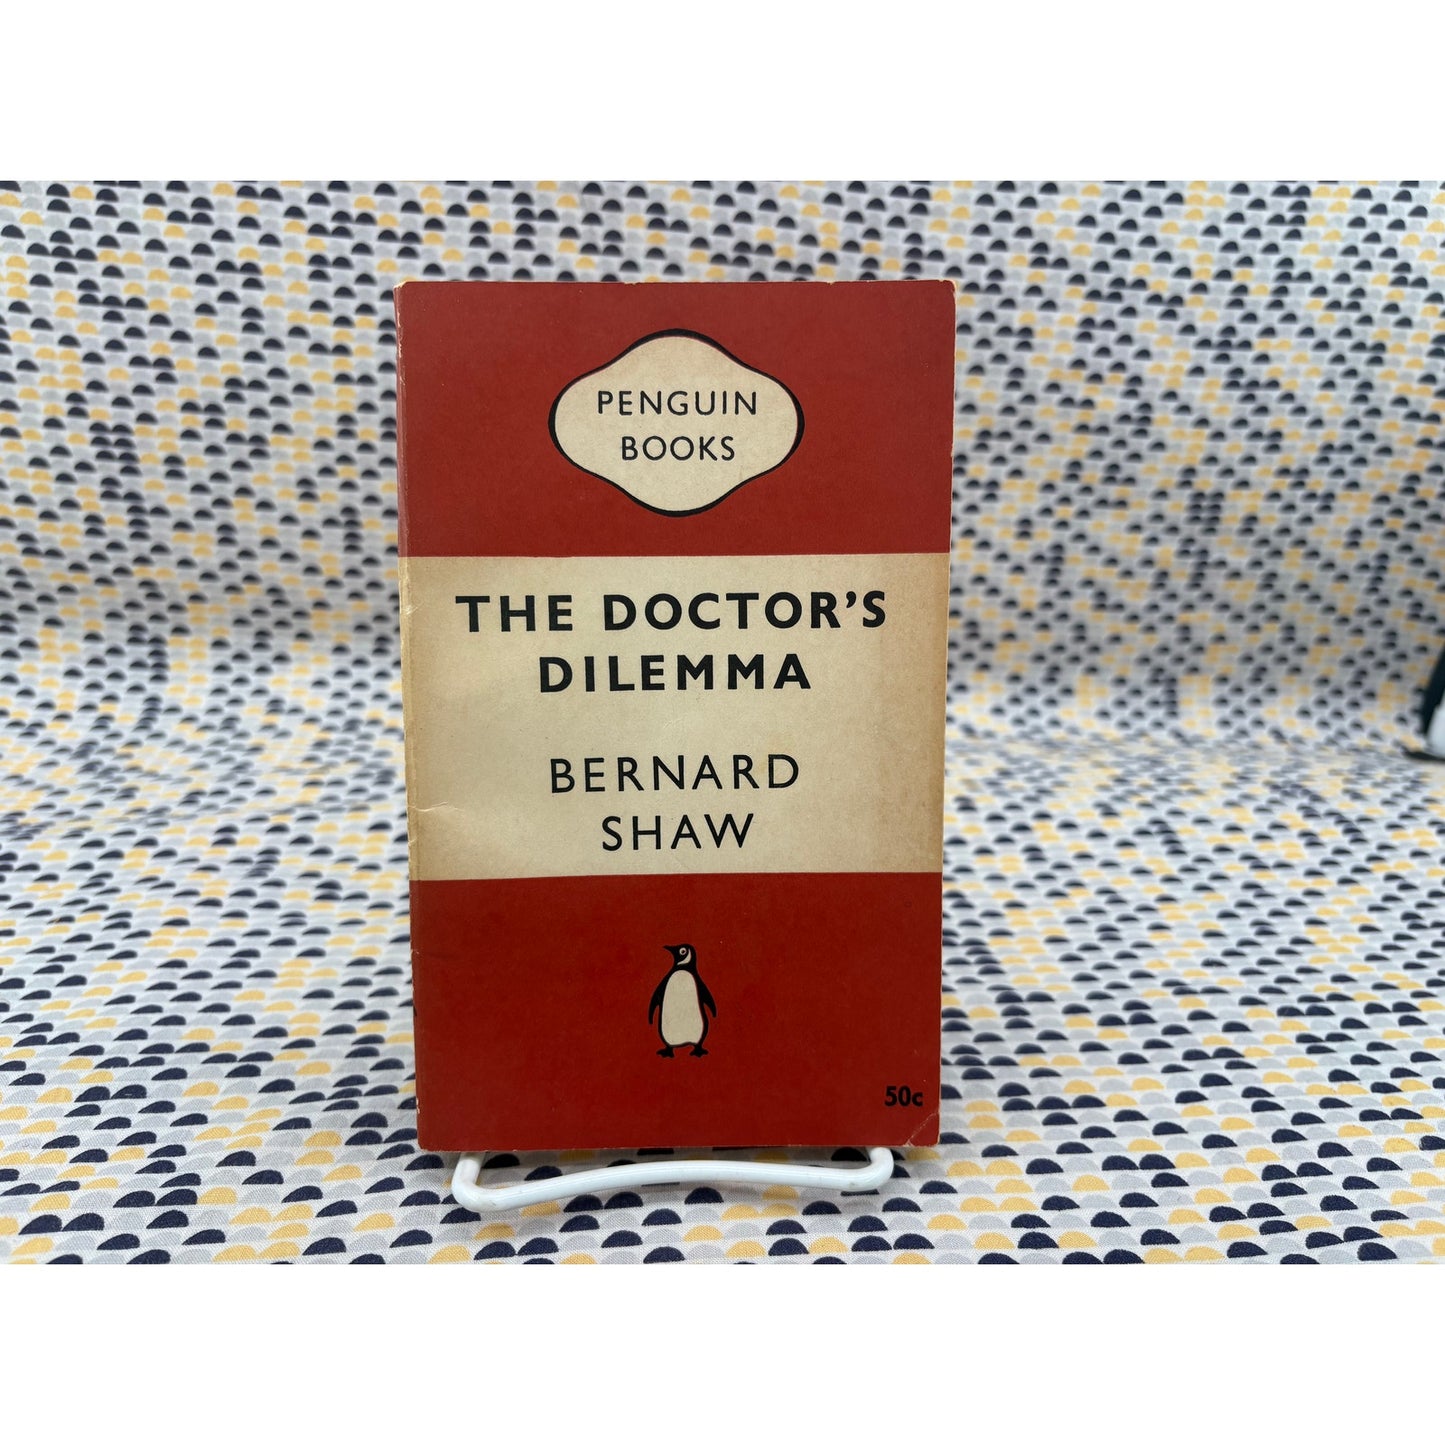 PENGUIN
BOOKS
THE DOCTOR'S
DILEMMA
BERNARD
SHAW
50c